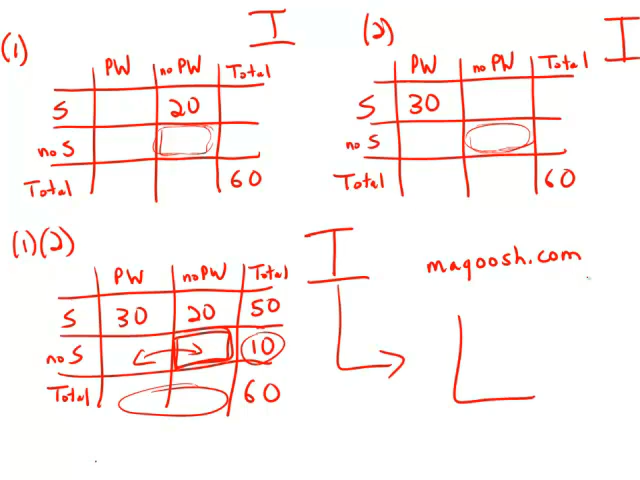 (1)
I
PW no PW Total
S 20
no S
Total 60
(2)
I
PW no PW Total
S 30
no S
Total 60
(1)(2)
I
PW no PW Total
S 30 20 50
no S 10
Total 60
magoosh.com